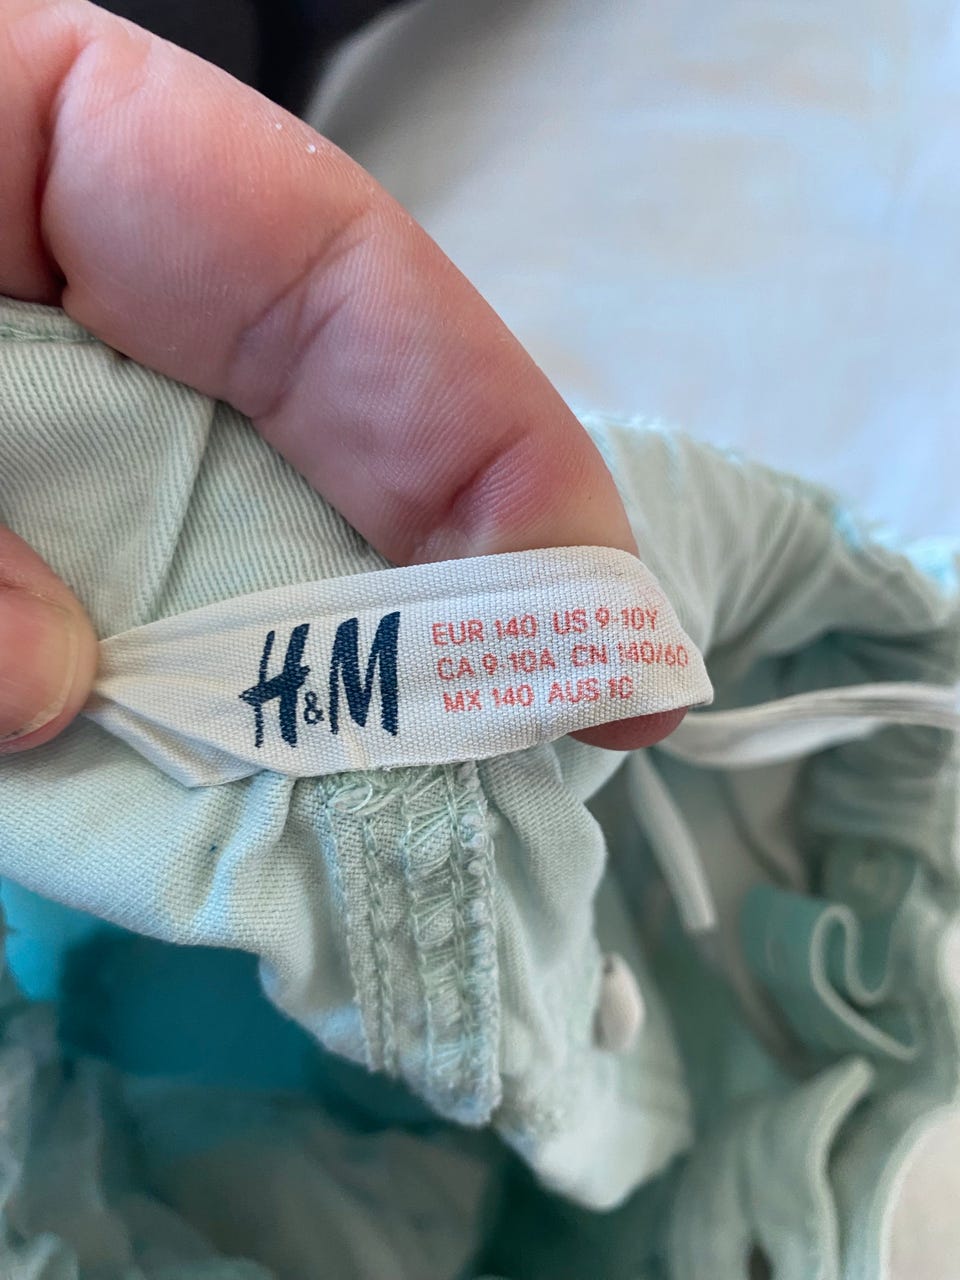 H&M
EUR 140 US 9-10Y
CA 9-10A CN 140/60
MX 140 AUS 10